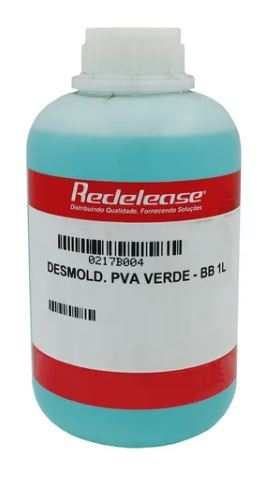 Redelease
Distribuindo Qualidade, Fornecendo Soluções
0217B004
DESMOLD. PVA VERDE - BB 1L